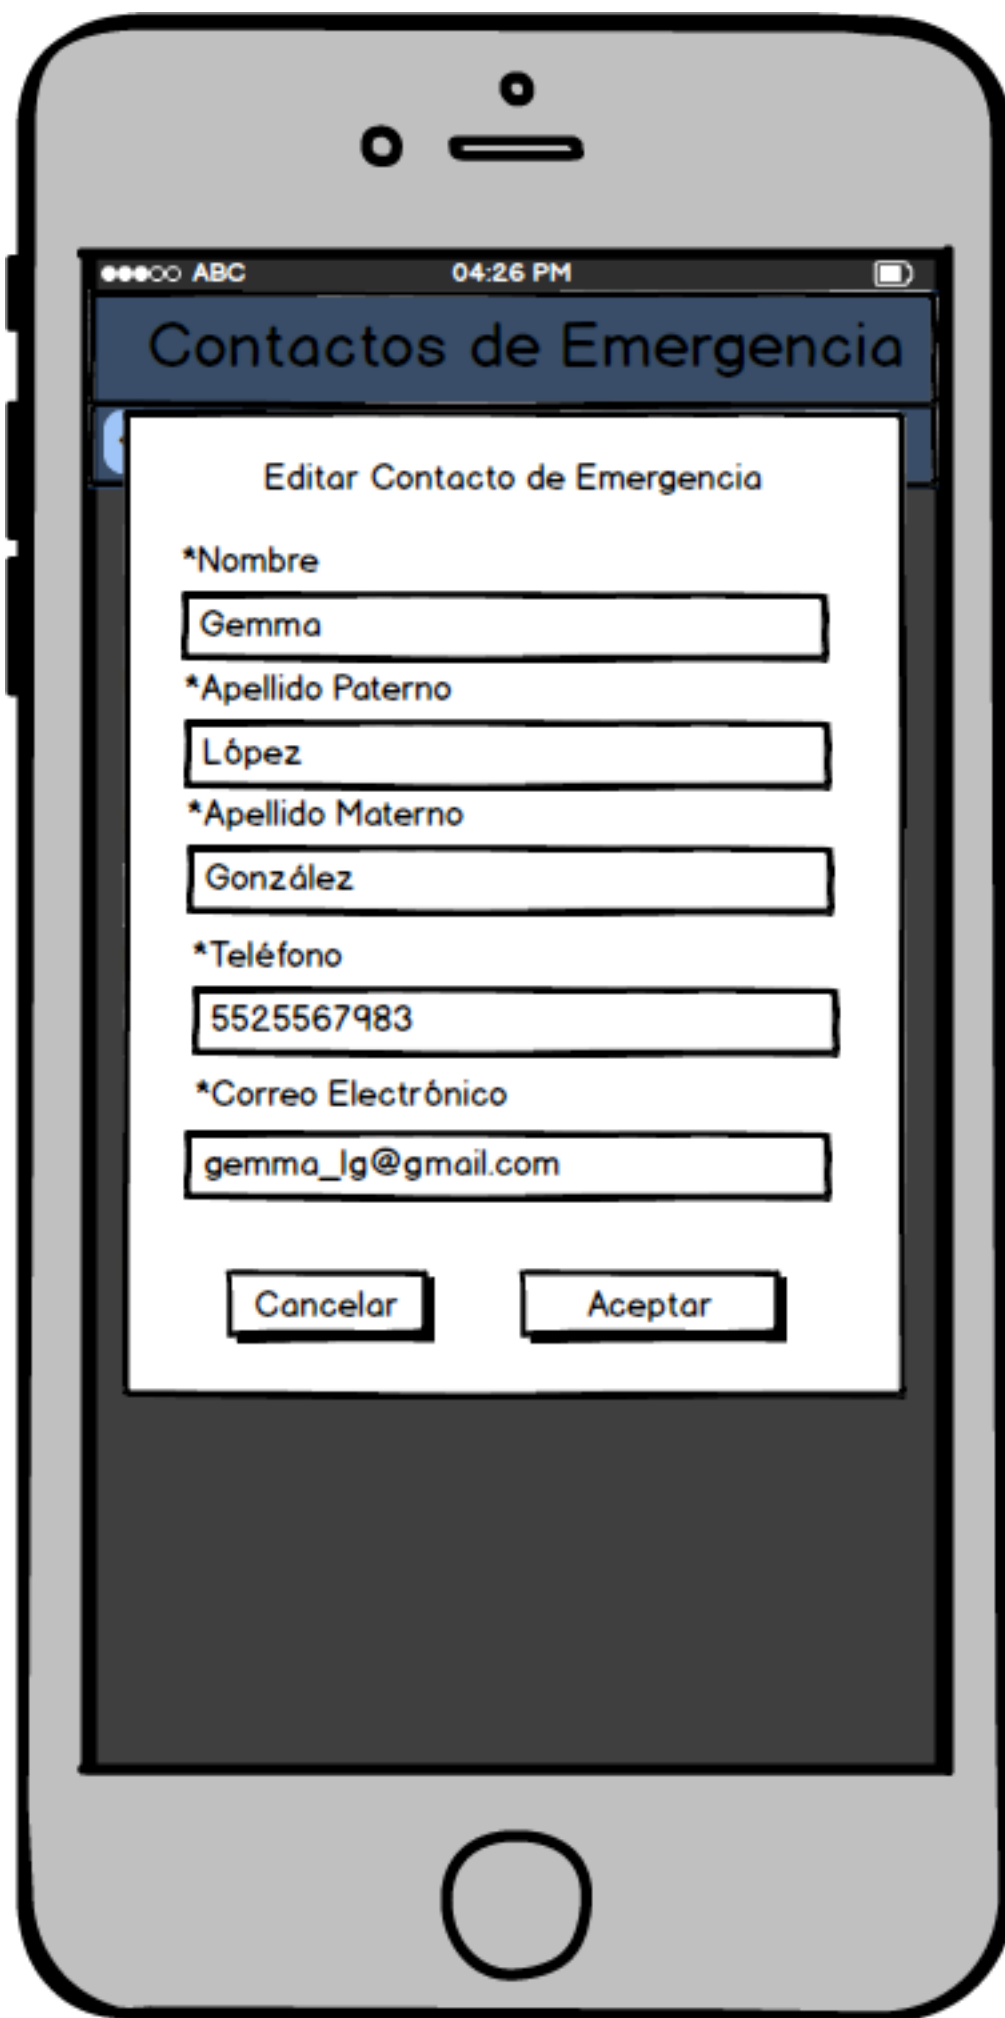 ABC 04:26 PM
Contactos de Emergencia
Editar Contacto de Emergencia
*Nombre
Gemma
*Apellido Paterno
López
*Apellido Materno
González
*Teléfono
5525567983
*Correo Electrónico
gemma_lg@gmail.com
Cancelar Aceptar